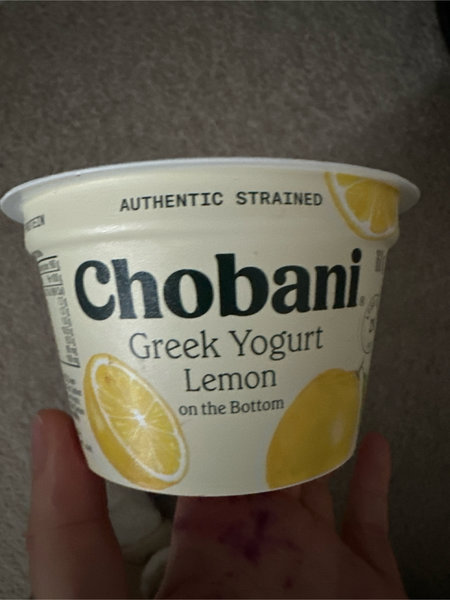 AUTHENTIC STRAINED
Chobani®
Greek Yogurt
Lemon
on the Bottom